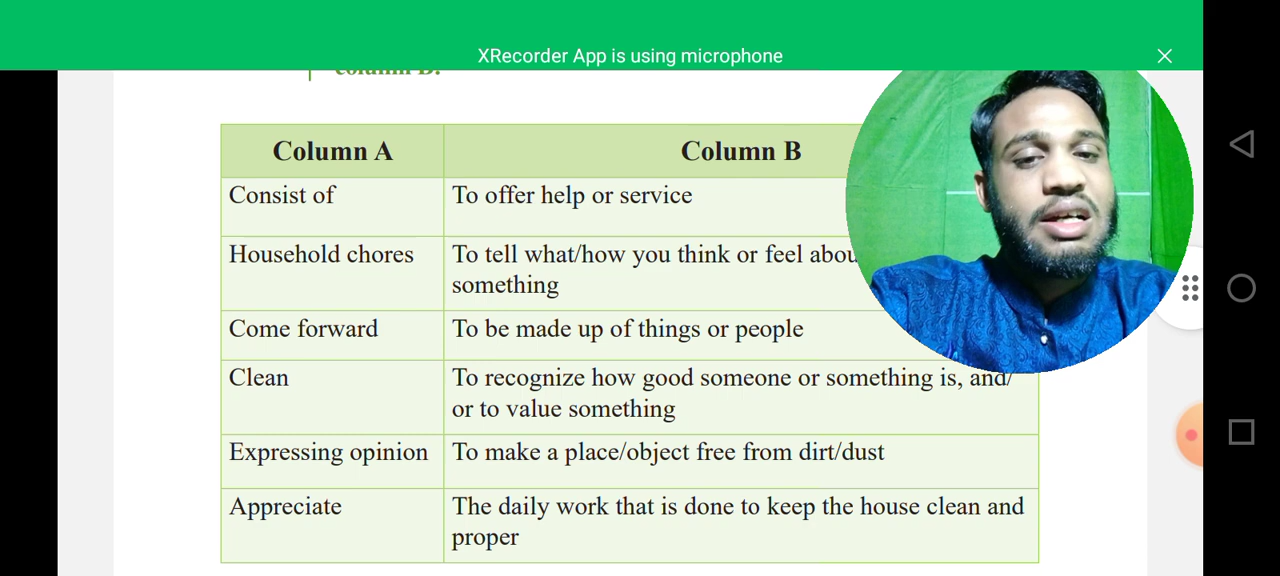 XRecorder App is using microphone
column B.
Column A
Column B
Consist of
To offer help or service
Household chores
To tell what/how you think or feel abou
something
Come forward
To be made up of things or people
Clean
To recognize how good someone or something is, and/
or to value something
Expressing opinion
To make a place/object free from dirt/dust
Appreciate
The daily work that is done to keep the house clean and
proper